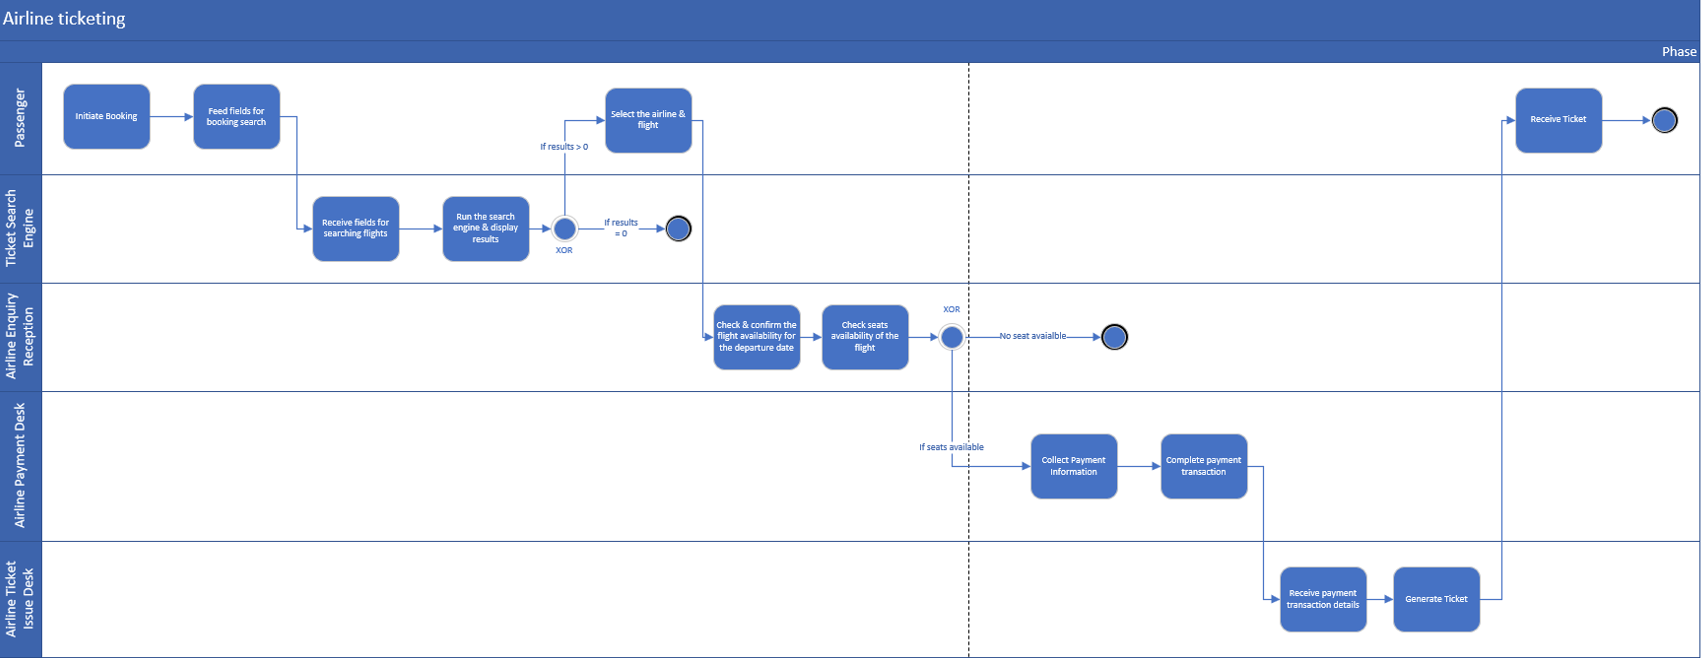 Airline ticketing
Phase
Passenger
Initiate Booking
Feed fields for
booking search
If results > 0
Select the airline &
flight
Receive Ticket
Ticket Search
Engine
Receive fields for
searching flights
Run the search
engine & display
results
XOR
If results
= 0
Airline Enquiry
Reception
Check & confirm the
flight availability for
the departure date
Check seats
availability of the
flight
XOR
No seat avaialble
Airline Payment Desk
If seats available
Collect Payment
Information
Complete payment
transaction
Airline Ticket
Issue Desk
Receive payment
transaction details
Generate Ticket